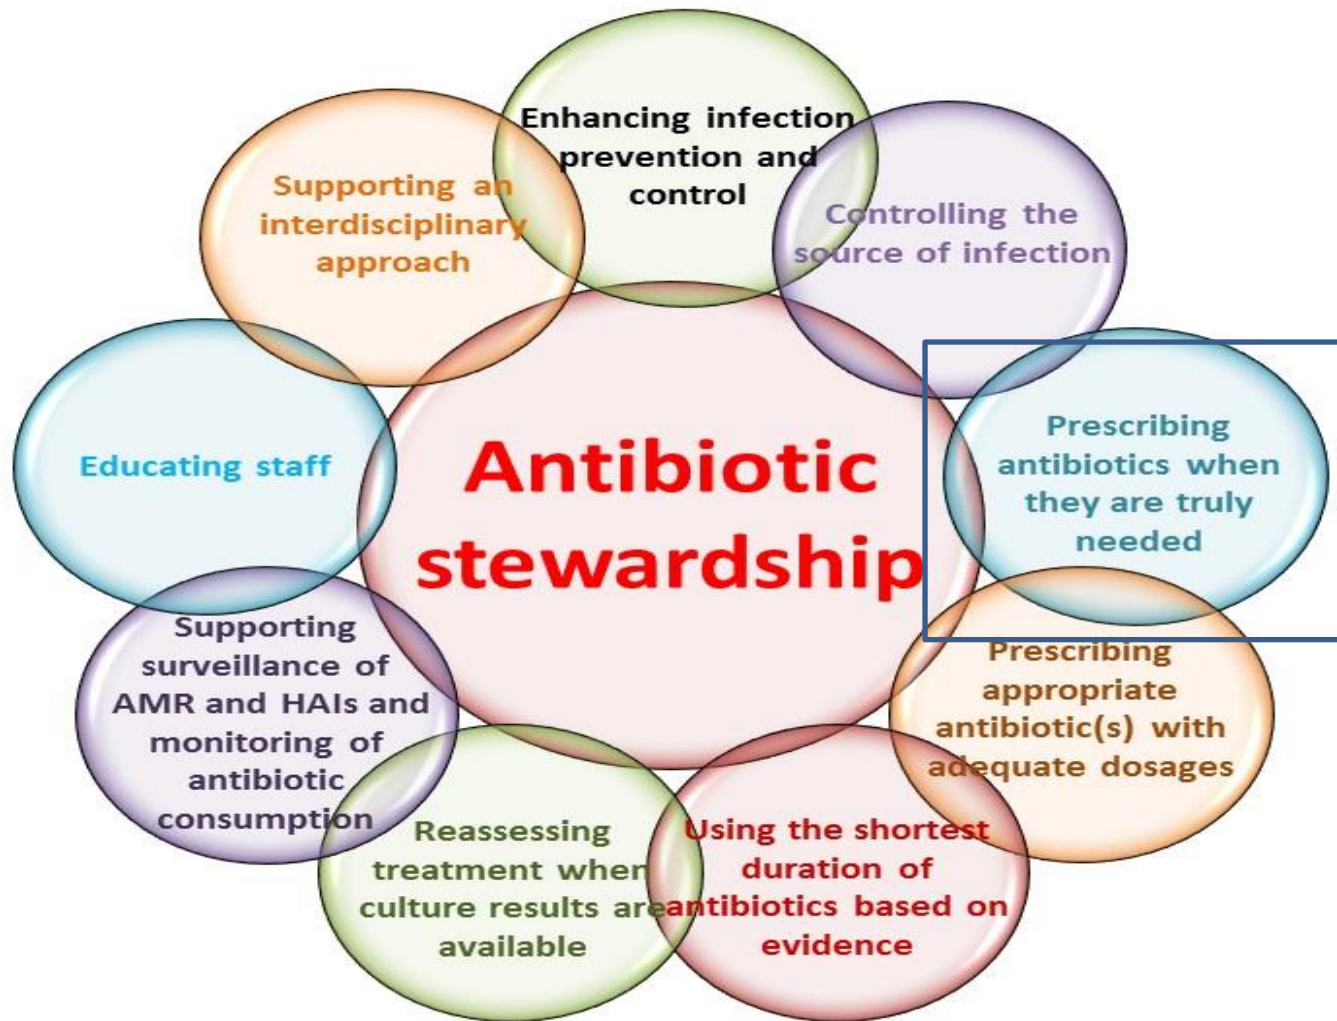 Enhancing infection
prevention and
control
Controlling the
source of infection
Prescribing
antibiotics when
they are truly
needed
Prescribing
appropriate
antibiotic(s) with
adequate dosages
Using the shortest
duration of
antibiotics based on
evidence
Reassessing
treatment when
culture results are
available
Supporting
surveillance of
AMR and HAIs and
monitoring of
antibiotic
consumption
Educating staff
Supporting an
interdisciplinary
approach
Antibiotic
stewardship